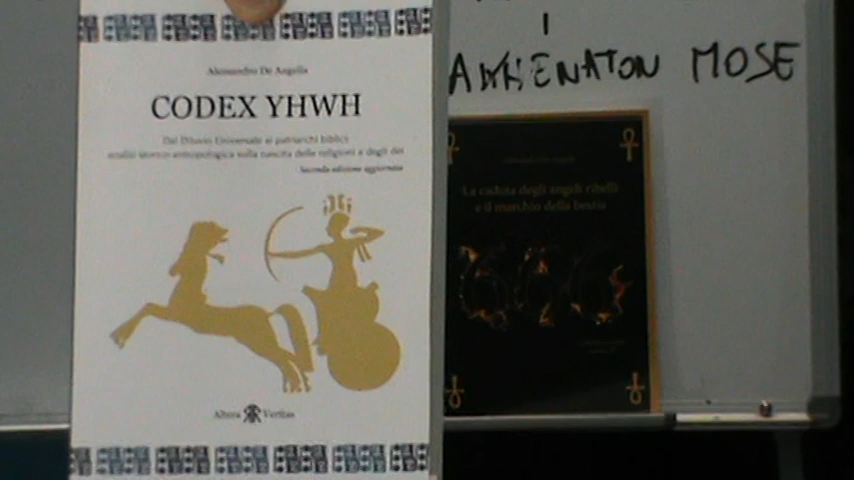 Alessandro De Angelis
CODEX YHWH
Dal Diluvio Universale ai patriarchi biblici
analisi storico-antropologica sulla nascita delle religioni e degli dei
Seconda edizione aggiornata
Altera Veritas
AKHENATON MOSE
La caduta degli angeli ribelli
e il marchio della bestia
666